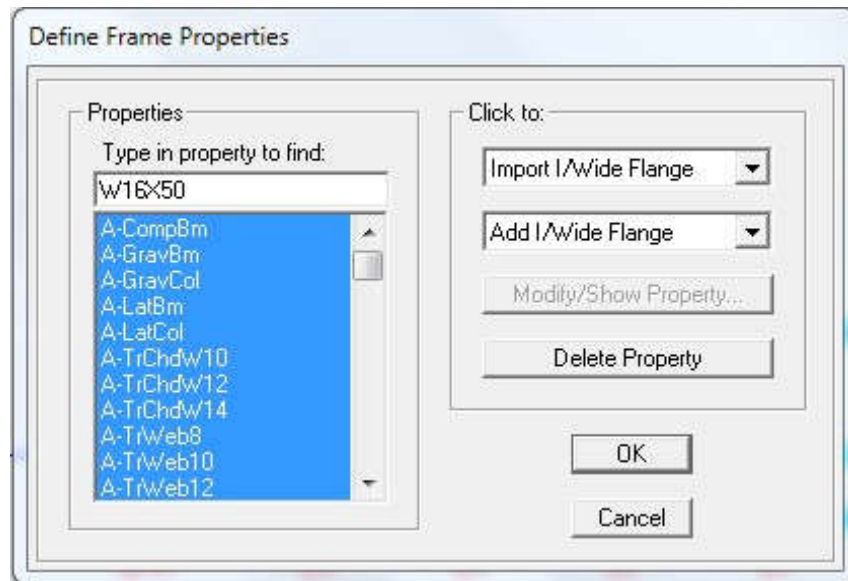 Define Frame Properties
Properties
Type in property to find:
W16X50
A-CompBm
A-GravBm
A-GravCol
A-LatBm
A-LatCol
A-TrChdW10
A-TrChdW12
A-TrChdW14
A-TrWeb8
A-TrWeb10
A-TrWeb12
Click to:
Import I/Wide Flange
Add I/Wide Flange
Modify/Show Property...
Delete Property
OK
Cancel